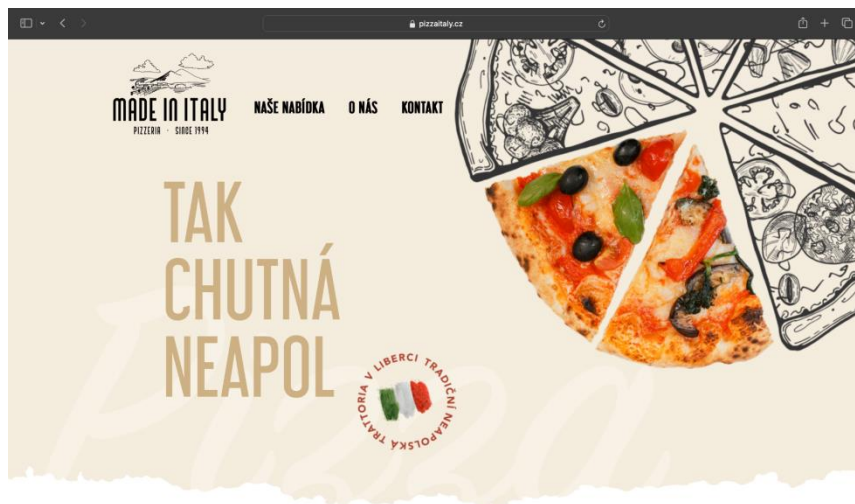 pizzaitaly.cz
MADE IN ITALY
PIZZERIA · SINCE 1994
NAŠE NABÍDKA
O NÁS
KONTAKT
TAK
CHUTNÁ
NEAPOL
TRATTORIA V LIBERCI TRADIČNÍ NEAPOLSKÁ
Pizza